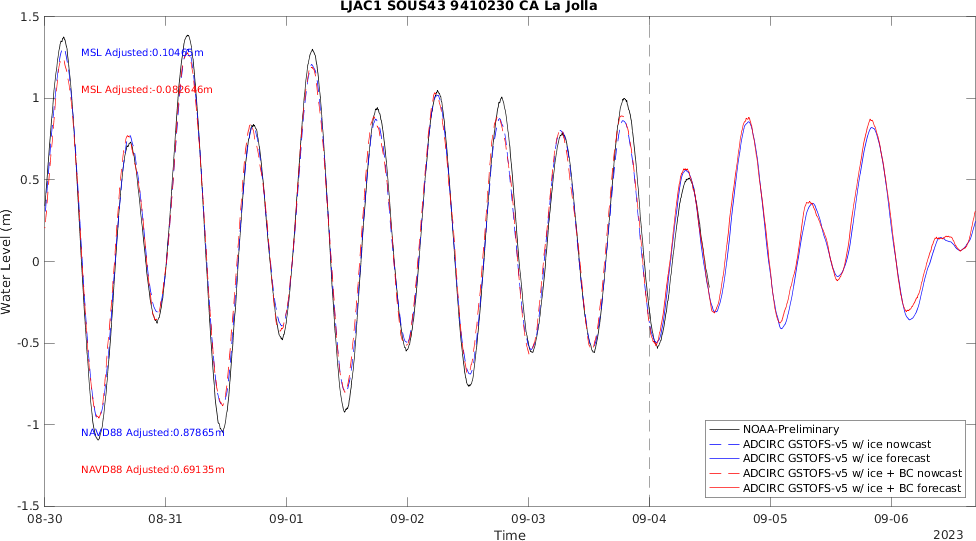 LJAC1 SOUS43 9410230 CA La Jolla
1.5
MSL Adjusted:0.10465m
MSL Adjusted:-0.082646m
1
0.5
0
-0.5
-1
-1.5
Water Level (m)
NAVD88 Adjusted:0.87865m
NAVD88 Adjusted:0.69135m
NOAA-Preliminary
ADCIRC GSTOFS-v5 w/ ice nowcast
ADCIRC GSTOFS-v5 w/ ice forecast
ADCIRC GSTOFS-v5 w/ ice + BC nowcast
ADCIRC GSTOFS-v5 w/ ice + BC forecast
08-30 08-31 09-01 09-02 09-03 09-04 09-05 09-06
Time
2023